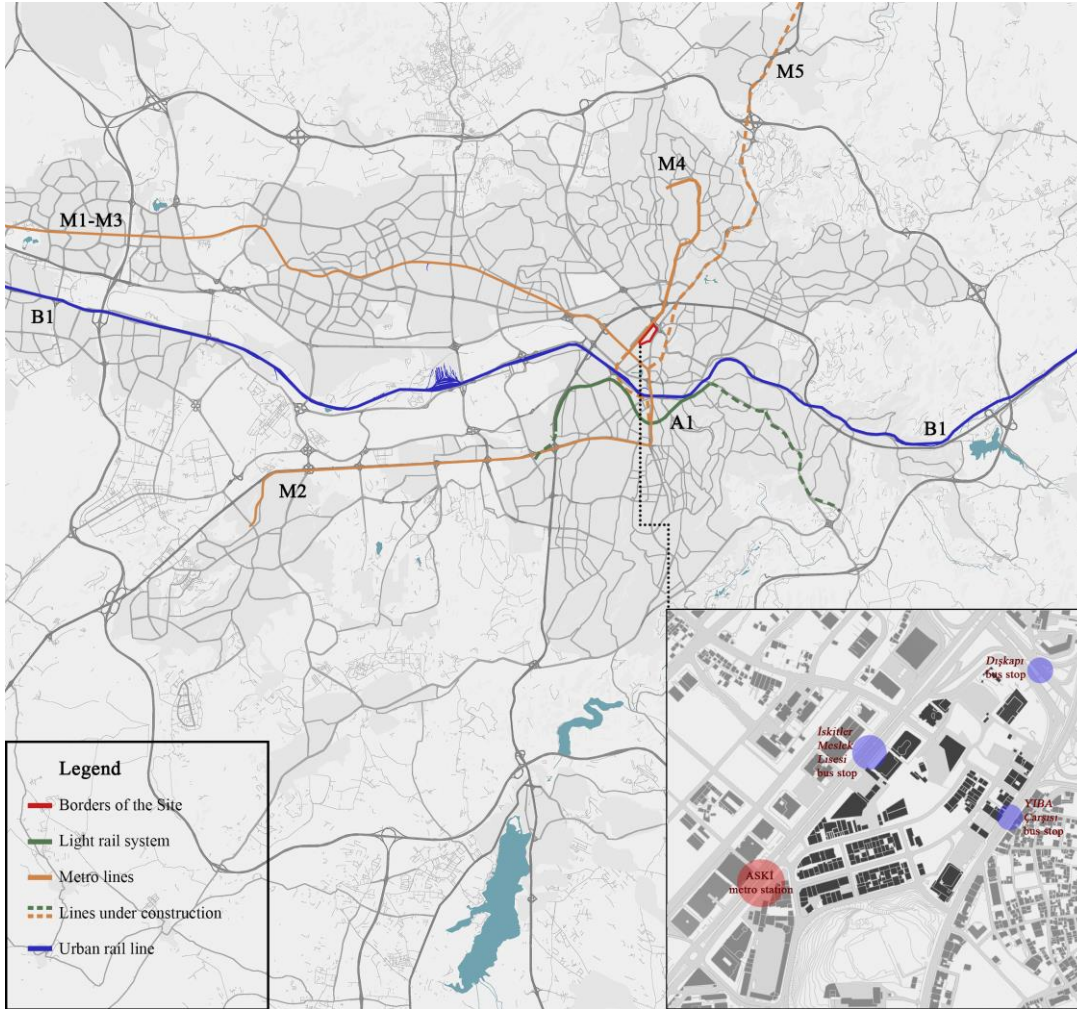 M5
M4
M1-M3
B1
A1
B1
M2
Dışkapı
bus stop
İskitler
Meslek
Lisesi
bus stop
YIBA
Çarşısı
bus stop
ASKİ
metro station
Legend
Borders of the Site
Light rail system
Metro lines
Lines under construction
Urban rail line